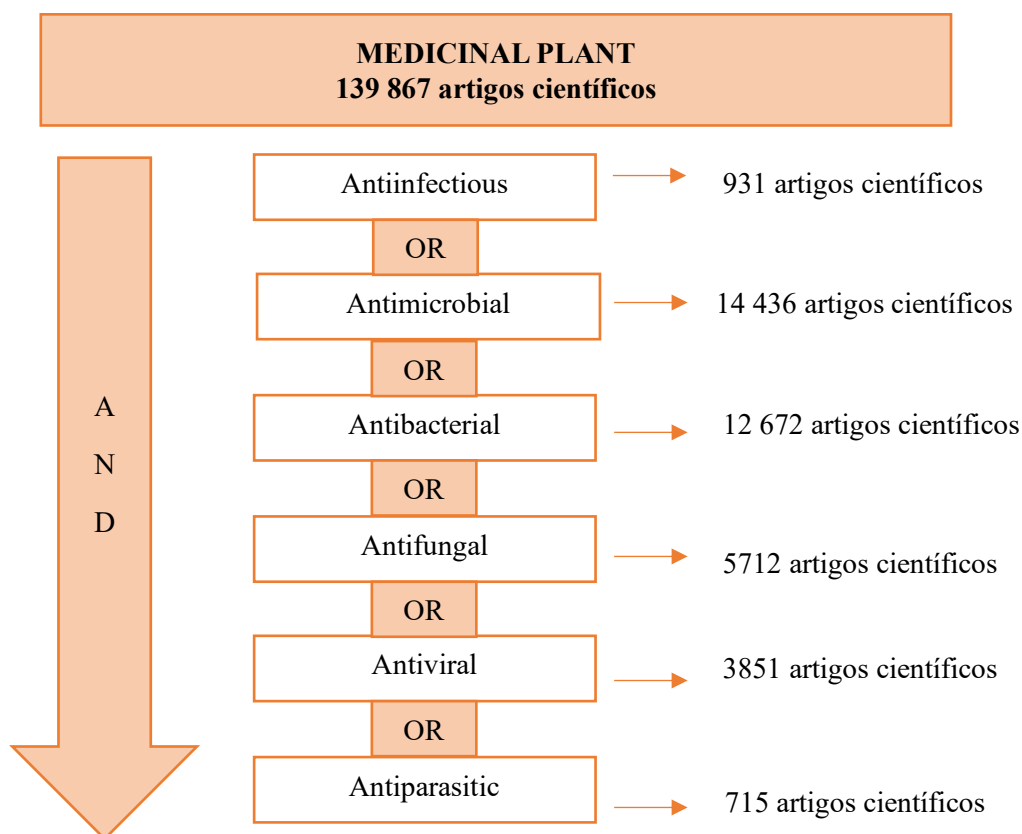 MEDICINAL PLANT
139 867 artigos científicos
Antiinfectious
931 artigos científicos
OR
Antimicrobial
14 436 artigos científicos
OR
Antibacterial
12 672 artigos científicos
OR
Antifungal
5712 artigos científicos
OR
Antiviral
3851 artigos científicos
OR
Antiparasitic
715 artigos científicos
A
N
D